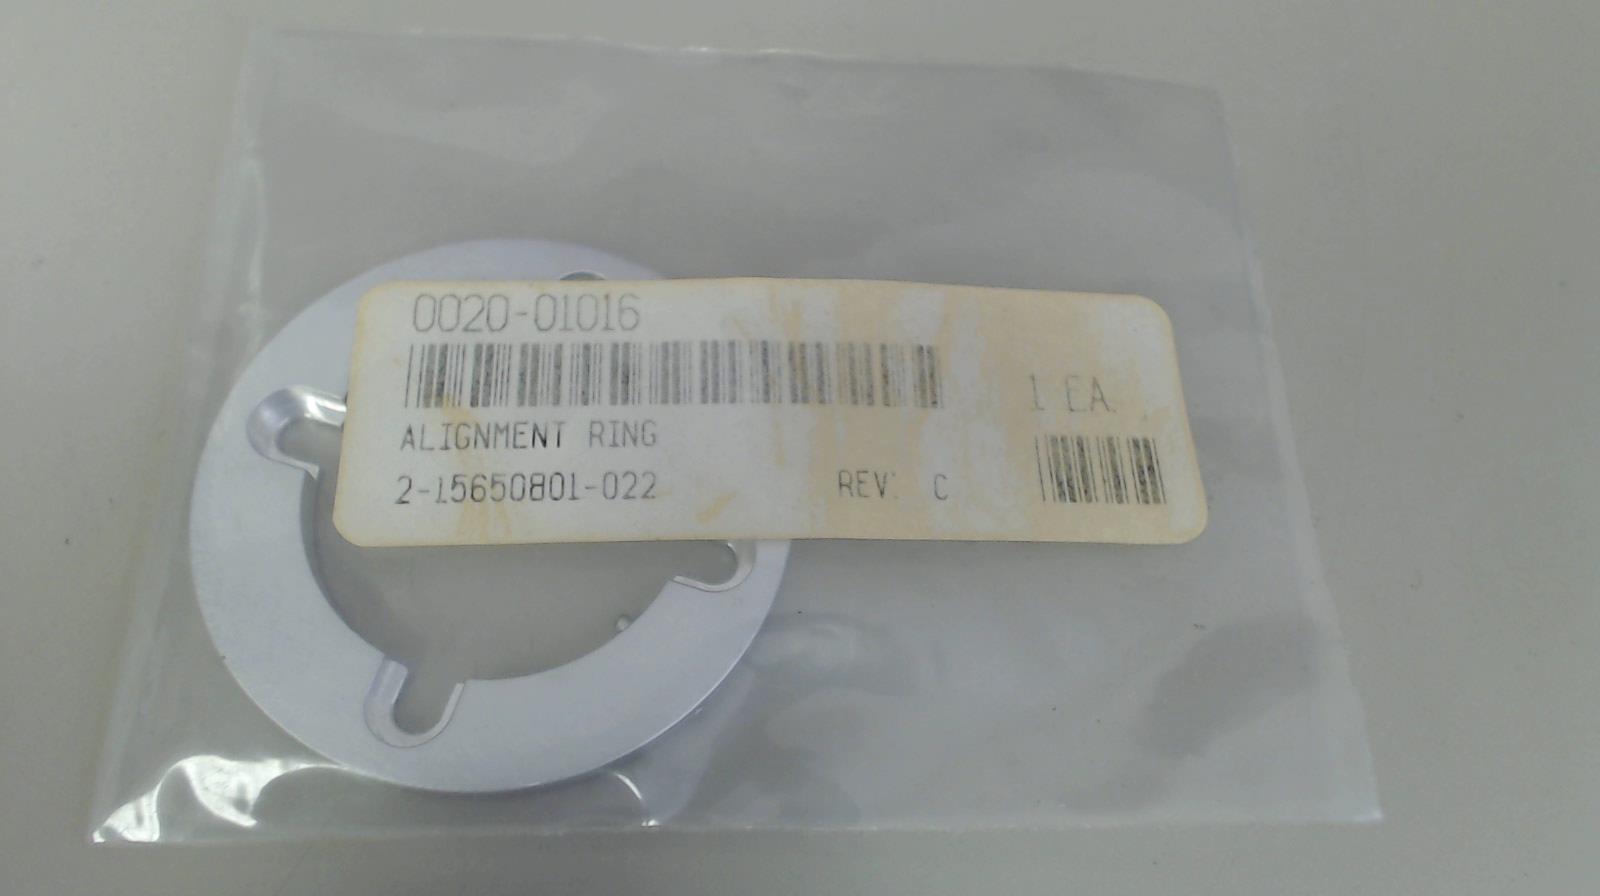 0020-01016
1 EA.
ALIGNMENT RING
2-15650801-022
REV: C